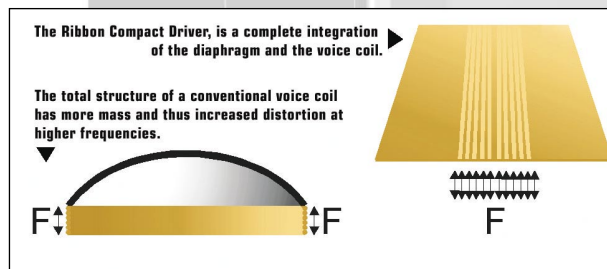 The Ribbon Compact Driver, is a complete integration
of the diaphragm and the voice coil.
The total structure of a conventional voice coil
has more mass and thus increased distortion at
higher frequencies.
F
F
F